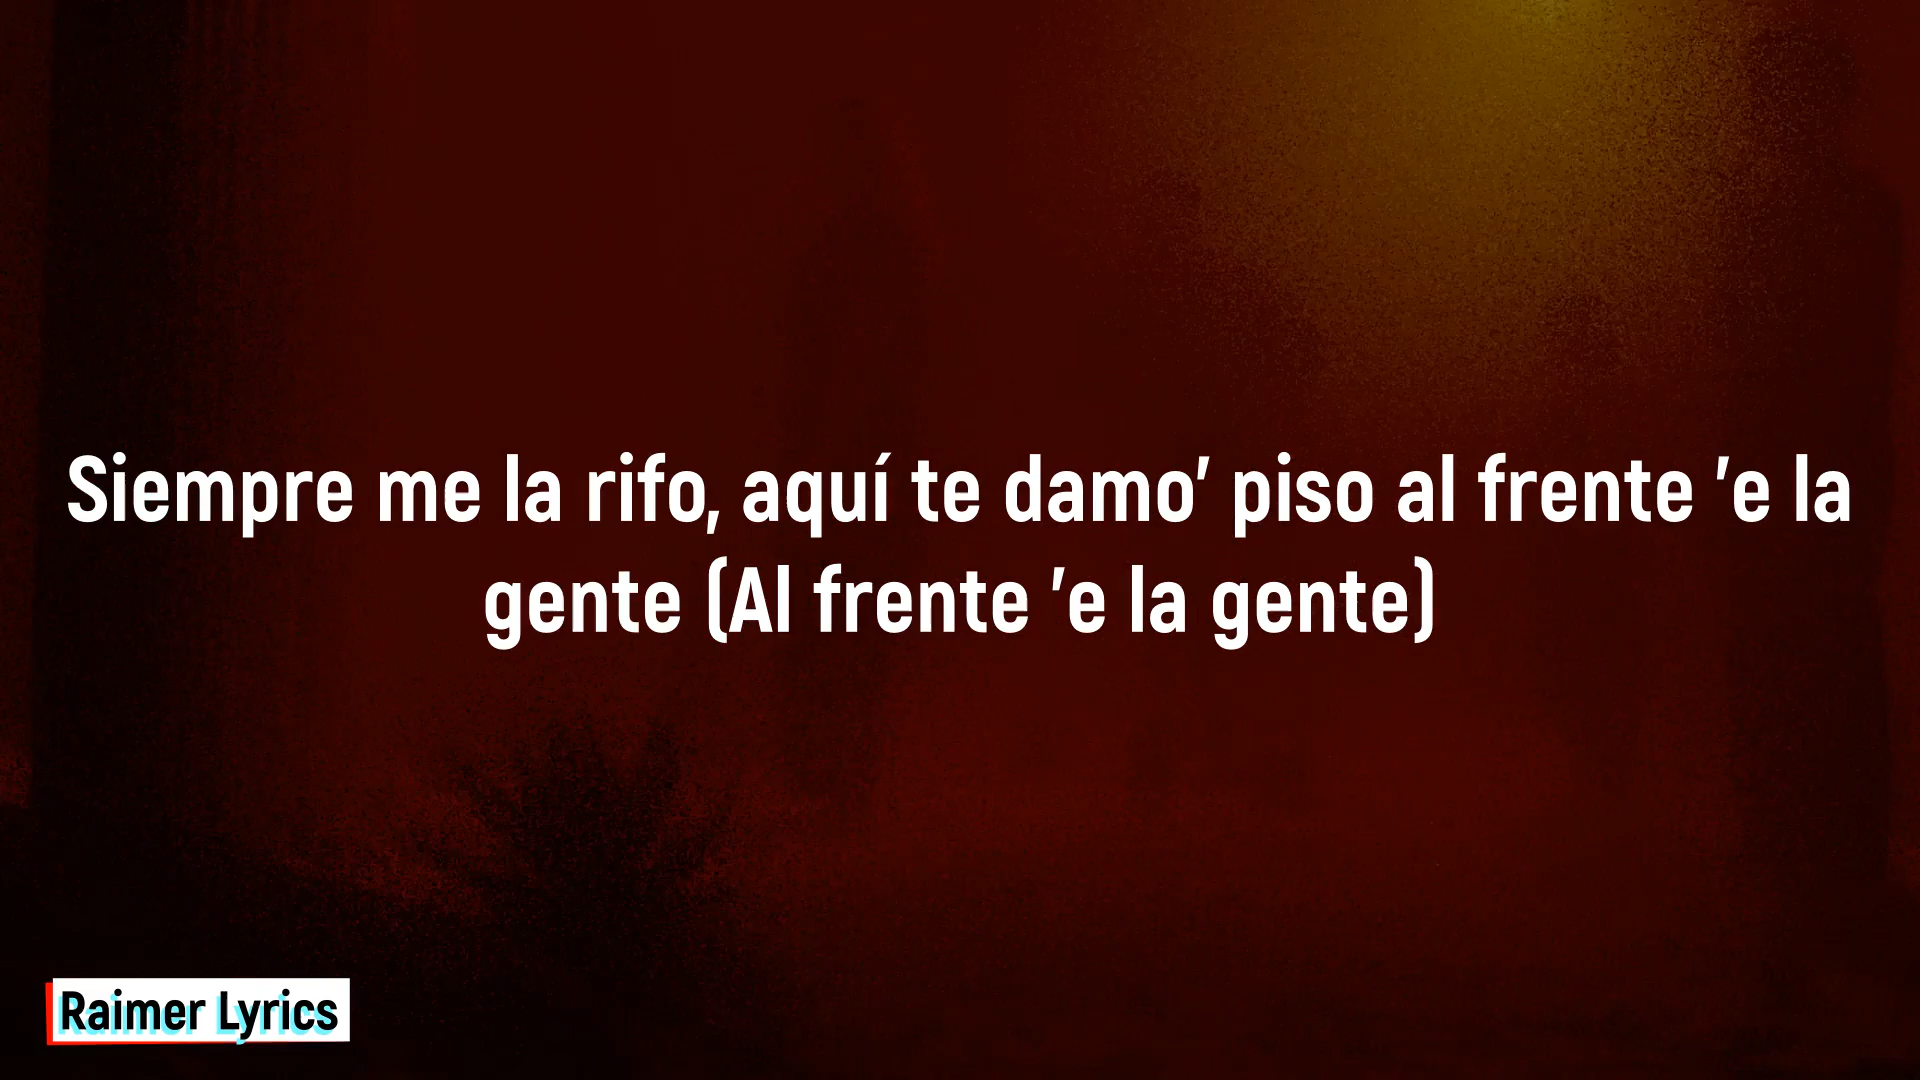 Siempre me la rifo, aquí te damo’ piso al frente ’e la
gente (Al frente ’e la gente)
Raimer Lyrics